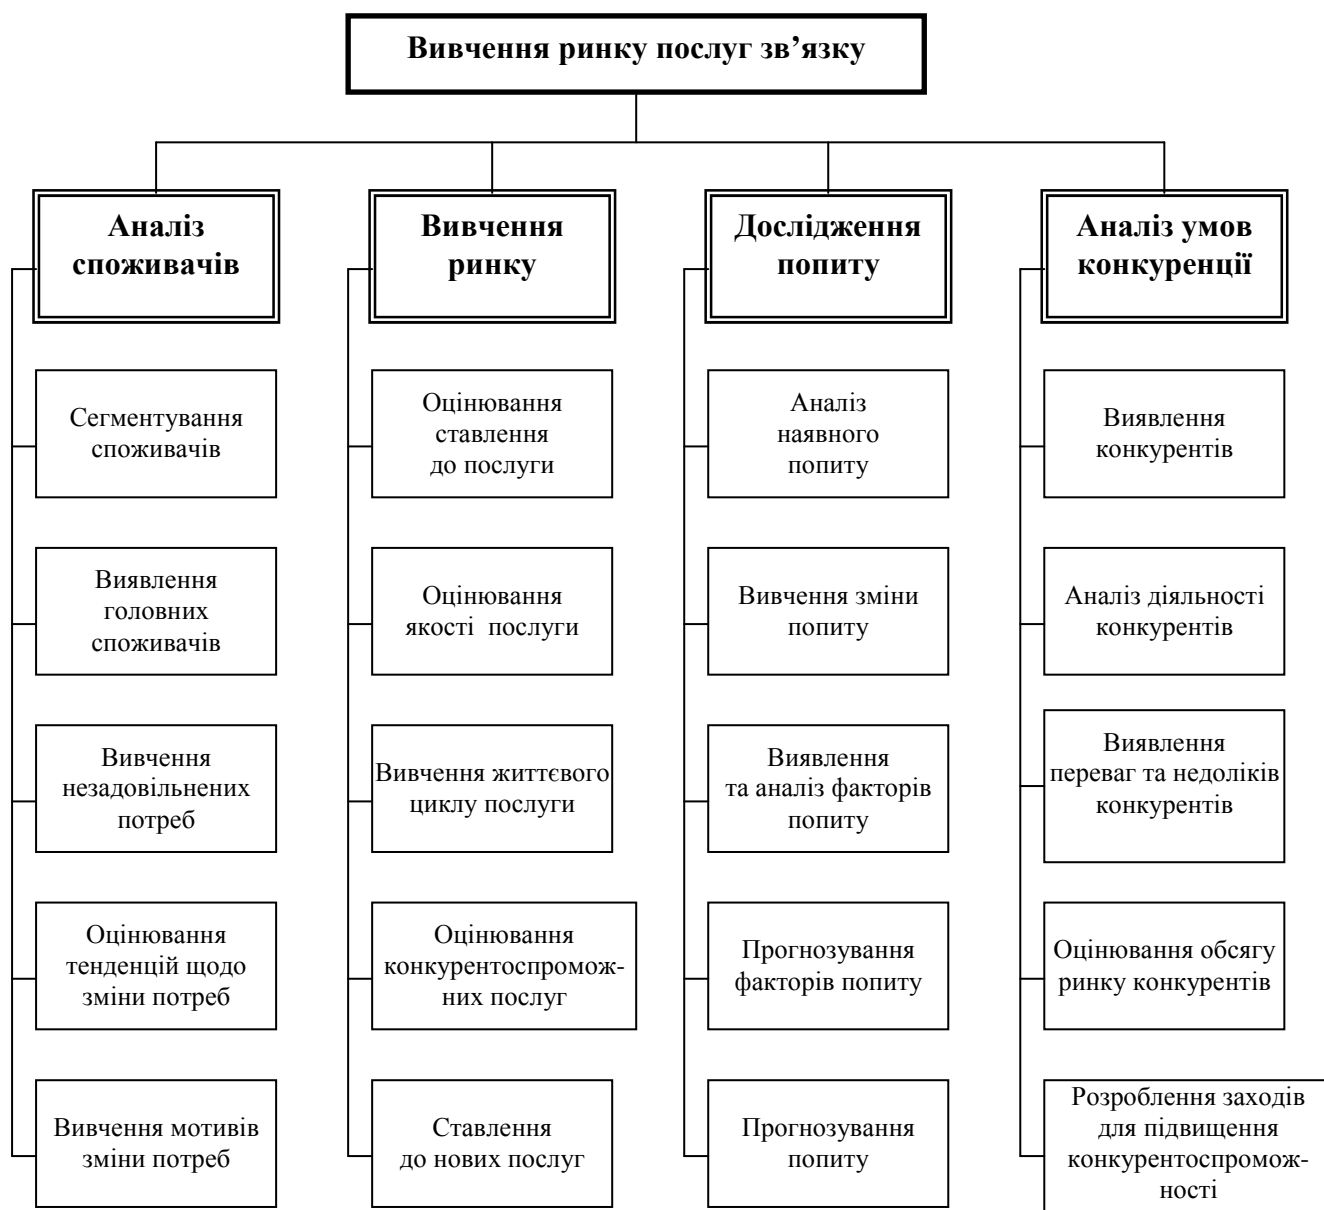 Вивчення ринку послуг зв’язку
Аналіз
споживачів
Сегментування
споживачів
Виявлення
головних
споживачів
Вивчення
незадовільнених
потреб
Оцінювання
тенденцій щодо
зміни потреб
Вивчення мотивів
зміни потреб
Вивчення
ринку
Оцінювання
ставлення
до послуги
Оцінювання
якості послуги
Вивчення життєвого
циклу послуги
Оцінювання
конкурентоспромож-
них послуг
Ставлення
до нових послуг
Дослідження
попиту
Аналіз
наявного
попиту
Вивчення зміни
попиту
Виявлення
та аналіз факторів
попиту
Прогнозування
факторів попиту
Прогнозування
попиту
Аналіз умов
конкуренції
Виявлення
конкурентів
Аналіз діяльності
конкурентів
Виявлення
переваг та недоліків
конкурентів
Оцінювання обсягу
ринку конкурентів
Розроблення заходів
для підвищення
конкурентоспромож-
ності